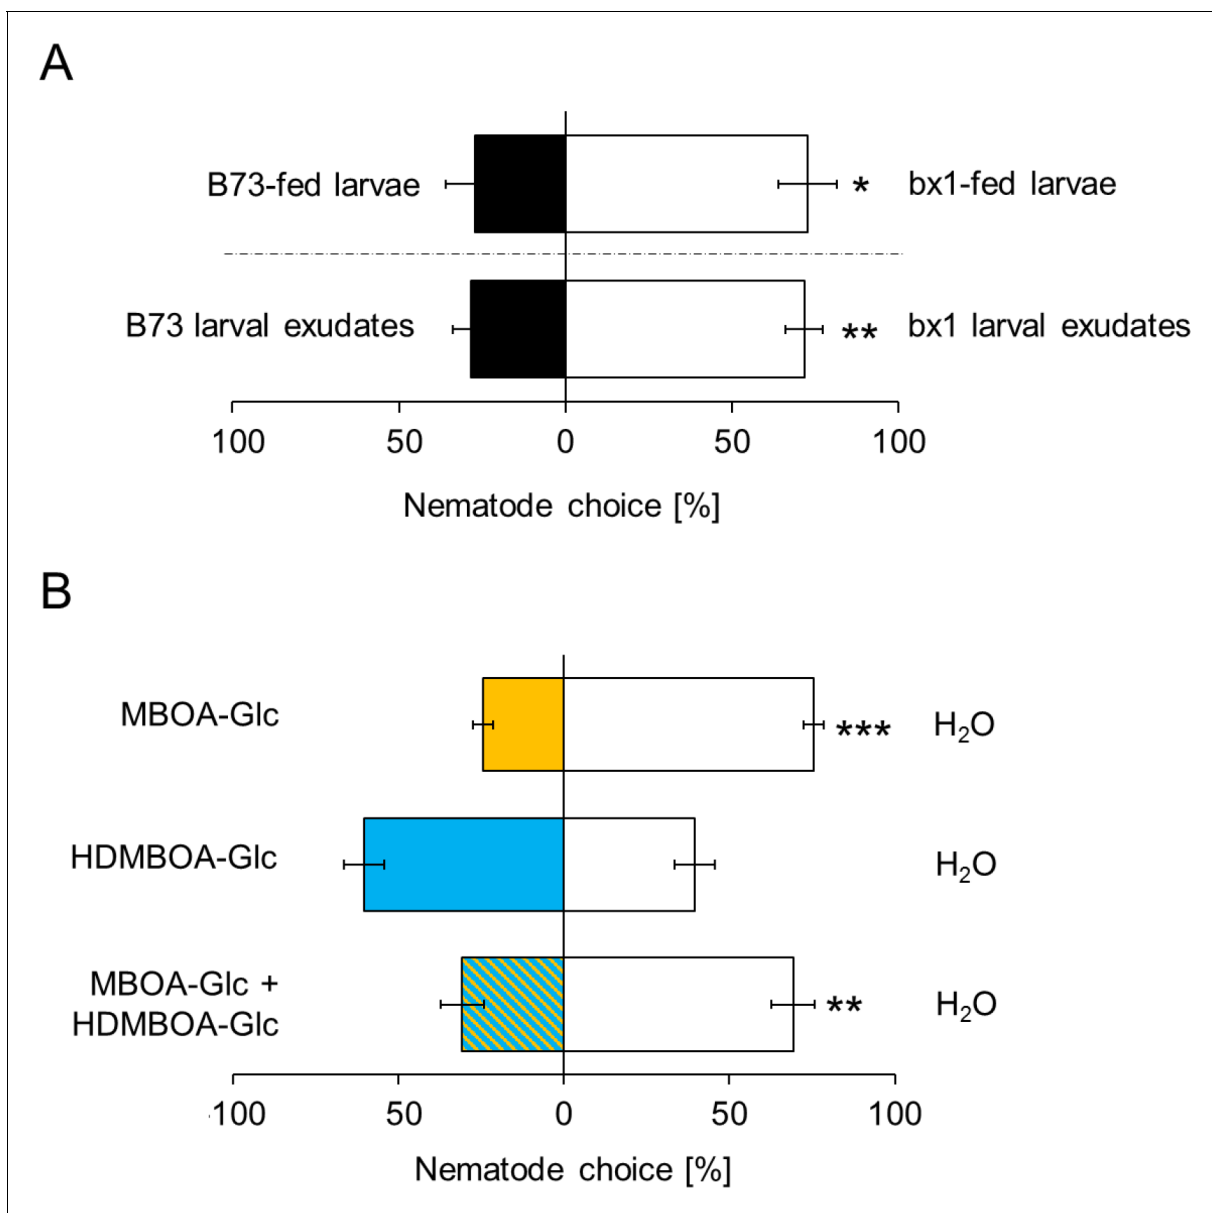 A
B73-fed larvae * bx1-fed larvae
B73 larval exudates ** bx1 larval exudates
100 50 0 50 100
Nematode choice [%]
B
MBOA-Glc *** H₂O
HDMBOA-Glc H₂O
MBOA-Glc +
HDMBOA-Glc ** H₂O
100 50 0 50 100
Nematode choice [%]